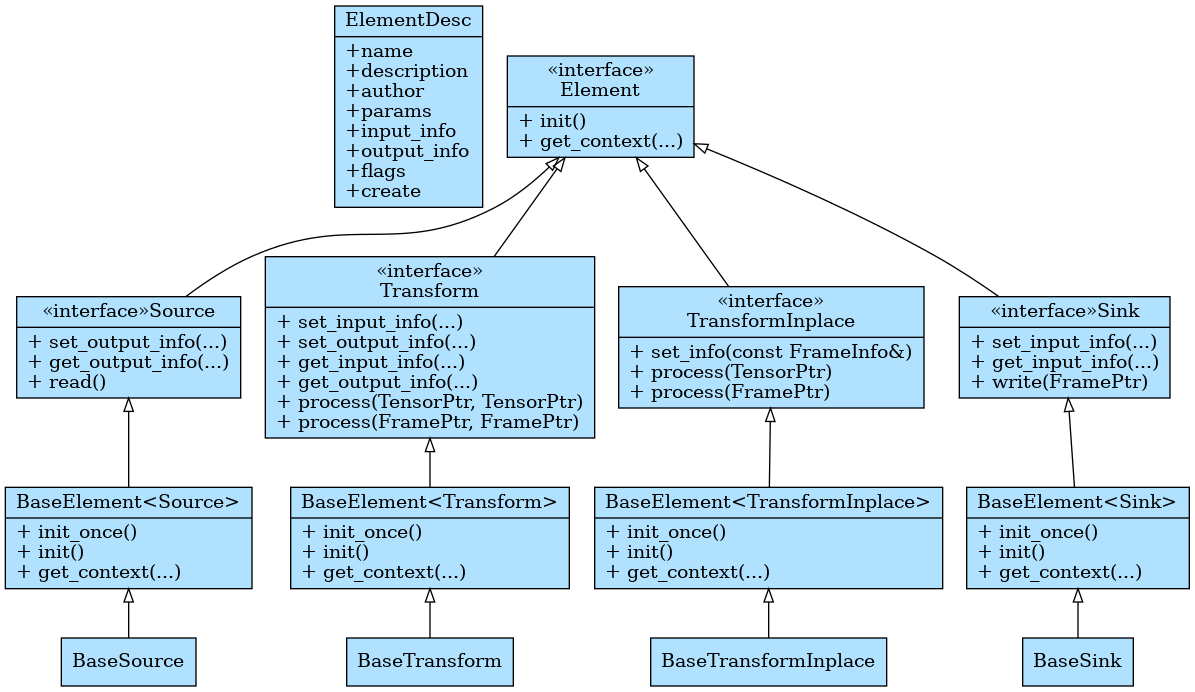 ElementDesc
+name
+description
+author
+params
+input_info
+output_info
+flags
+create
«interface»
Element
+ init()
+ get_context(...)
«interface»Source
+ set_output_info(...)
+ get_output_info(...)
+ read()
«interface»
Transform
+ set_input_info(...)
+ set_output_info(...)
+ get_input_info(...)
+ get_output_info(...)
+ process(TensorPtr, TensorPtr)
+ process(FramePtr, FramePtr)
«interface»
TransformInplace
+ set_info(const FrameInfo&)
+ process(TensorPtr)
+ process(FramePtr)
«interface»Sink
+ set_input_info(...)
+ get_input_info(...)
+ write(FramePtr)
BaseElement<Source>
+ init_once()
+ init()
+ get_context(...)
BaseElement<Transform>
+ init_once()
+ init()
+ get_context(...)
BaseElement<TransformInplace>
+ init_once()
+ init()
+ get_context(...)
BaseElement<Sink>
+ init_once()
+ init()
+ get_context(...)
BaseSource
BaseTransform
BaseTransformInplace
BaseSink